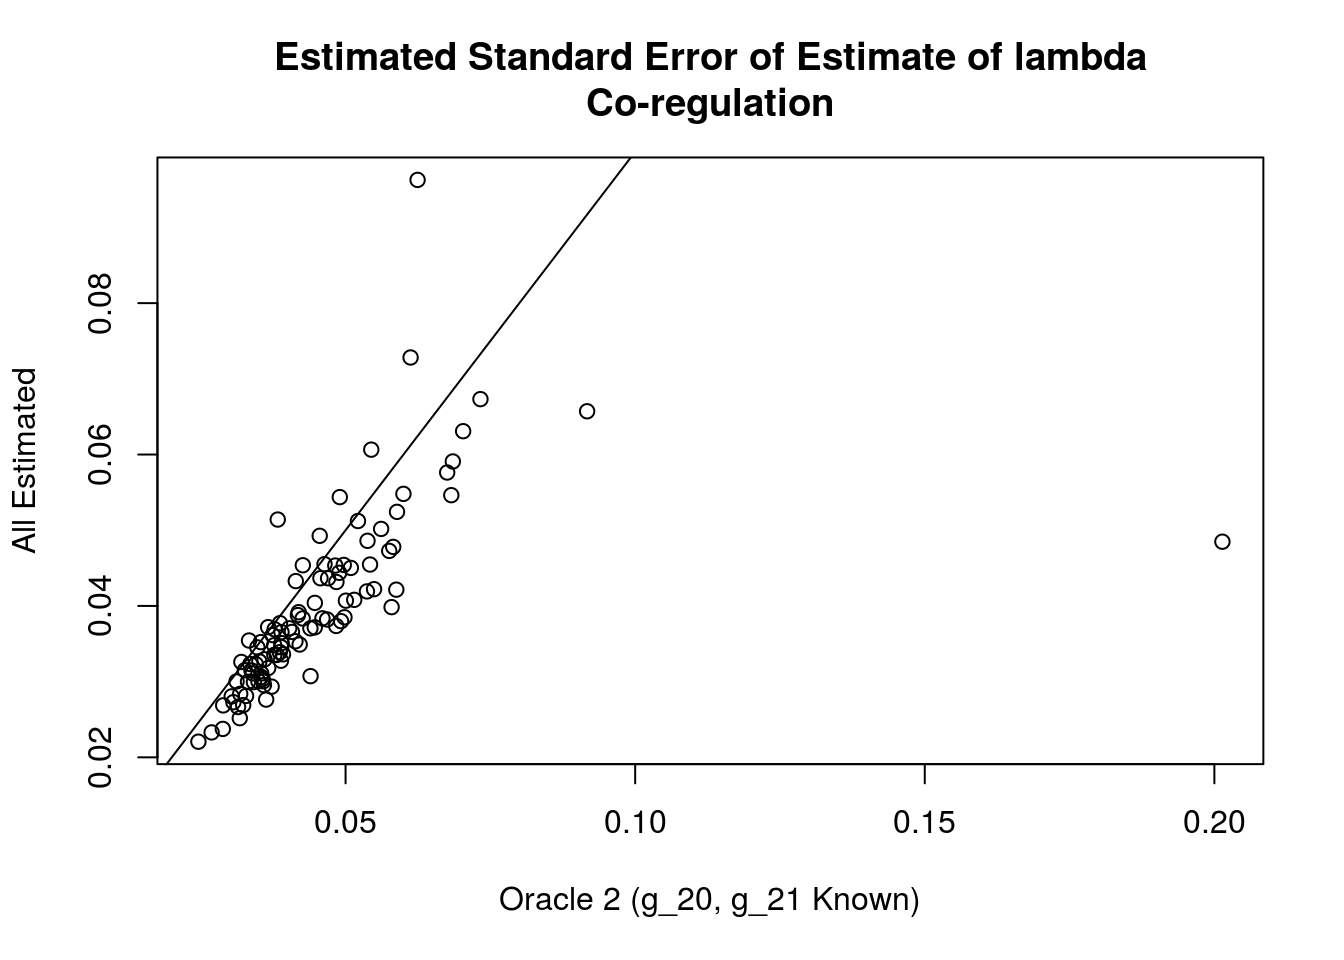 Estimated Standard Error of Estimate of lambda
Co-regulation
All Estimated
0.08
0.06
0.04
0.02
0.05
0.10
0.15
0.20
Oracle 2 (g_20, g_21 Known)